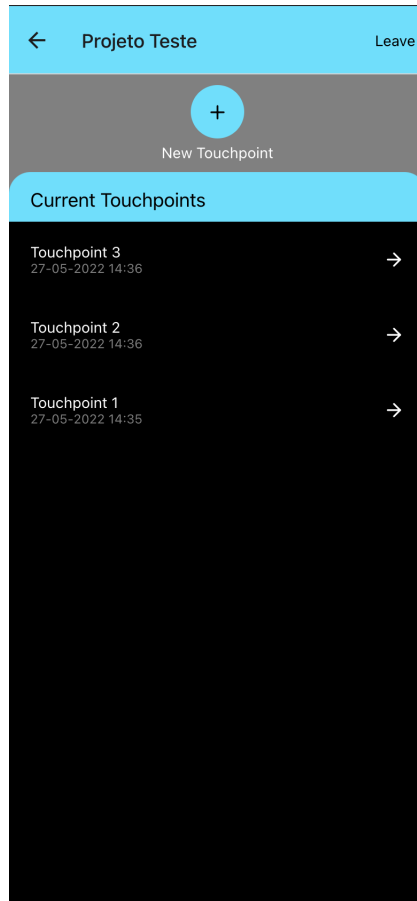 Projeto Teste
Leave
+
New Touchpoint
Current Touchpoints
Touchpoint 3
27-05-2022 14:36
Touchpoint 2
27-05-2022 14:36
Touchpoint 1
27-05-2022 14:35